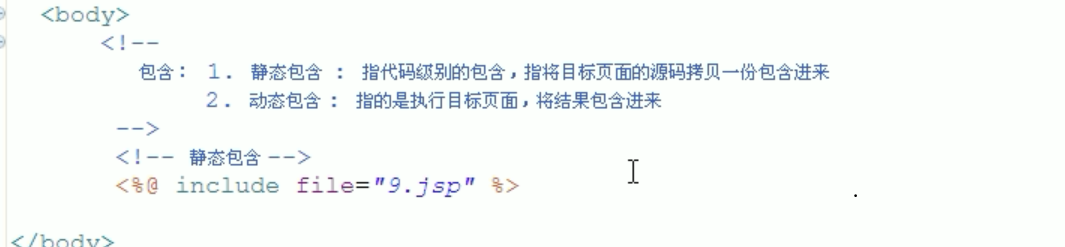 <body>
<!--
包含: 1. 静态包含 : 指代码级别的包含,指将目标页面的源码拷贝一份包含进来
2. 动态包含 : 指的是执行目标页面,将结果包含进来
-->
<!-- 静态包含 -->
<%@ include file="9.jsp" %>
</body>